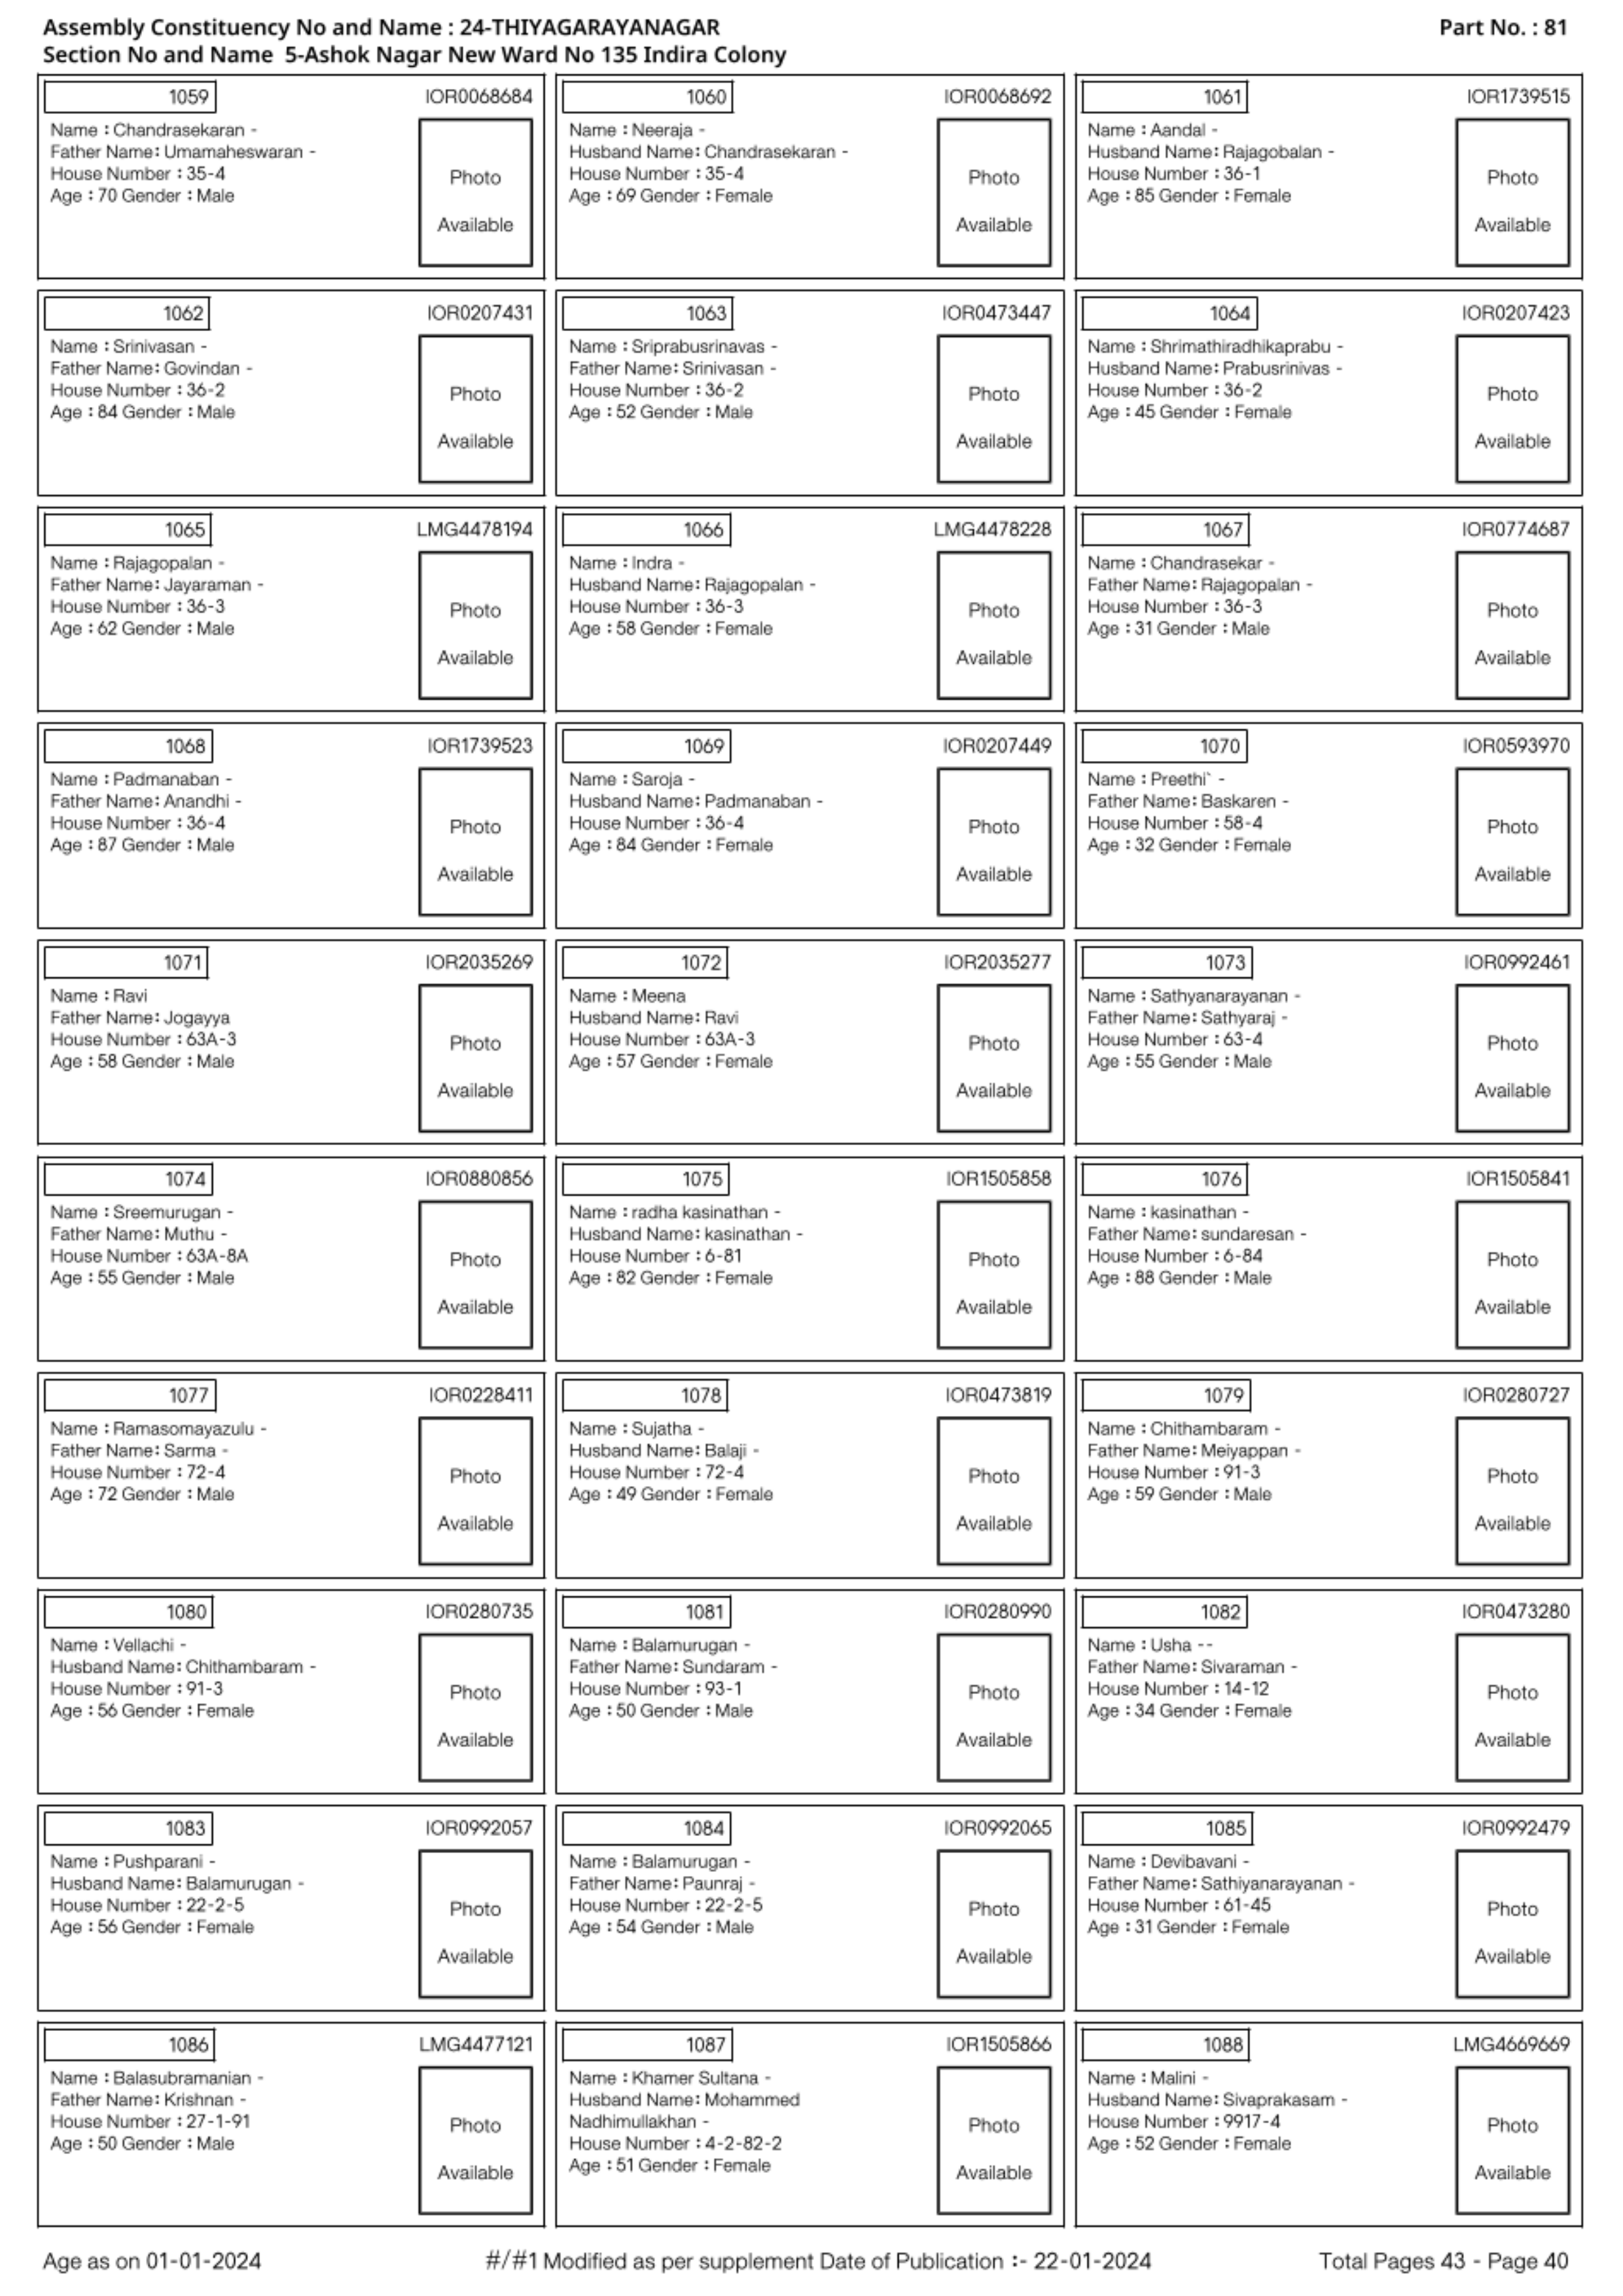 Assembly Constituency No and Name : 24-THIYAGARAYANAGAR Part No. : 81
Section No and Name 5-Ashok Nagar New Ward No 135 Indira Colony
1059 IOR0068684
Name : Chandrasekaran -
Father Name: Umamaheswaran -
House Number : 35-4
Age : 70 Gender : Male
Photo
Available
1060 IOR0068692
Name : Neeraja -
Husband Name: Chandrasekaran -
House Number : 35-4
Age : 69 Gender : Female
Photo
Available
1061 IOR1739515
Name : Aandal -
Husband Name: Rajagobalan -
House Number : 36-1
Age : 85 Gender : Female
Photo
Available
1062 IOR0207431
Name : Srinivasan -
Father Name: Govindan -
House Number : 36-2
Age : 84 Gender : Male
Photo
Available
1063 IOR0473447
Name : Sriprabusrinavas -
Father Name: Srinivasan -
House Number : 36-2
Age : 52 Gender : Male
Photo
Available
1064 IOR0207423
Name : Shrimathiradhikaprabu -
Husband Name: Prabusrinivas -
House Number : 36-2
Age : 45 Gender : Female
Photo
Available
1065 LMG4478194
Name : Rajagopalan -
Father Name: Jayaraman -
House Number : 36-3
Age : 62 Gender : Male
Photo
Available
1066 LMG4478228
Name : Indra -
Husband Name: Rajagopalan -
House Number : 36-3
Age : 58 Gender : Female
Photo
Available
1067 IOR0774687
Name : Chandrasekar -
Father Name: Rajagopalan -
House Number : 36-3
Age : 31 Gender : Male
Photo
Available
1068 IOR1739523
Name : Padmanaban -
Father Name: Anandhi -
House Number : 36-4
Age : 87 Gender : Male
Photo
Available
1069 IOR0207449
Name : Saroja -
Husband Name: Padmanaban -
House Number : 36-4
Age : 84 Gender : Female
Photo
Available
1070 IOR0593970
Name : Preethi` -
Father Name: Baskaren -
House Number : 58-4
Age : 32 Gender : Female
Photo
Available
1071 IOR2035269
Name : Ravi
Father Name: Jogayya
House Number : 63A-3
Age : 58 Gender : Male
Photo
Available
1072 IOR2035277
Name : Meena
Husband Name: Ravi
House Number : 63A-3
Age : 57 Gender : Female
Photo
Available
1073 IOR0992461
Name : Sathyanarayanan -
Father Name: Sathyaraj -
House Number : 63-4
Age : 55 Gender : Male
Photo
Available
1074 IOR0880856
Name : Sreemurugan -
Father Name: Muthu -
House Number : 63A-8A
Age : 55 Gender : Male
Photo
Available
1075 IOR1505858
Name : radha kasinathan -
Husband Name: kasinathan -
House Number : 6-81
Age : 82 Gender : Female
Photo
Available
1076 IOR1505841
Name : kasinathan -
Father Name: sundaresan -
House Number : 6-84
Age : 88 Gender : Male
Photo
Available
1077 IOR0228411
Name : Ramasomayazulu -
Father Name: Sarma -
House Number : 72-4
Age : 72 Gender : Male
Photo
Available
1078 IOR0473819
Name : Sujatha -
Husband Name: Balaji -
House Number : 72-4
Age : 49 Gender : Female
Photo
Available
1079 IOR0280727
Name : Chithambaram -
Father Name: Meiyappan -
House Number : 91-3
Age : 59 Gender : Male
Photo
Available
1080 IOR0280735
Name : Vellachi -
Husband Name: Chithambaram -
House Number : 91-3
Age : 56 Gender : Female
Photo
Available
1081 IOR0280990
Name : Balamurugan -
Father Name: Sundaram -
House Number : 93-1
Age : 50 Gender : Male
Photo
Available
1082 IOR0473280
Name : Usha --
Father Name: Sivaraman -
House Number : 14-12
Age : 34 Gender : Female
Photo
Available
1083 IOR0992057
Name : Pushparani -
Husband Name: Balamurugan -
House Number : 22-2-5
Age : 56 Gender : Female
Photo
Available
1084 IOR0992065
Name : Balamurugan -
Father Name: Paunraj -
House Number : 22-2-5
Age : 54 Gender : Male
Photo
Available
1085 IOR0992479
Name : Devibavani -
Father Name: Sathiyanarayanan -
House Number : 61-45
Age : 31 Gender : Female
Photo
Available
1086 LMG4477121
Name : Balasubramanian -
Father Name: Krishnan -
House Number : 27-1-91
Age : 50 Gender : Male
Photo
Available
1087 IOR1505866
Name : Khamer Sultana -
Husband Name: Mohammed
Nadhimullakhan -
House Number : 4-2-82-2
Age : 51 Gender : Female
Photo
Available
1088 LMG4669669
Name : Malini -
Husband Name: Sivaprakasam -
House Number : 9917-4
Age : 52 Gender : Female
Photo
Available
Age as on 01-01-2024 #/#1 Modified as per supplement Date of Publication :- 22-01-2024 Total Pages 43 - Page 40